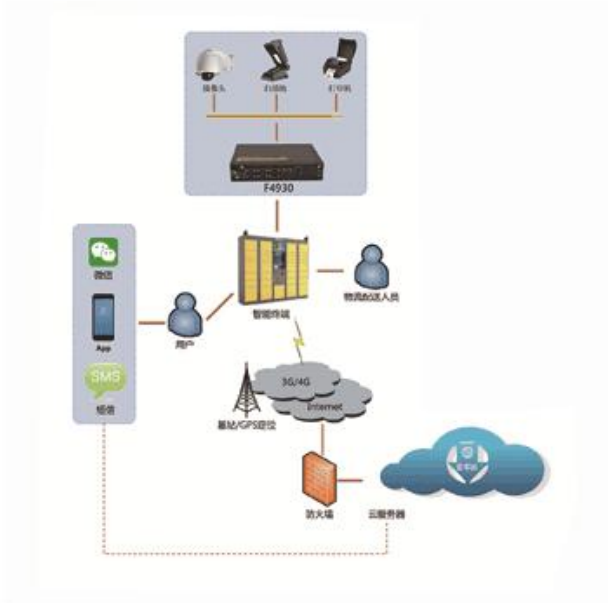 摄像头
扫描枪
打印机
F4930
微信
App
SMS
短信
用户
智能终端
物流配送人员
3G/4G
Internet
基站/GPS定位
防火墙
云服务器